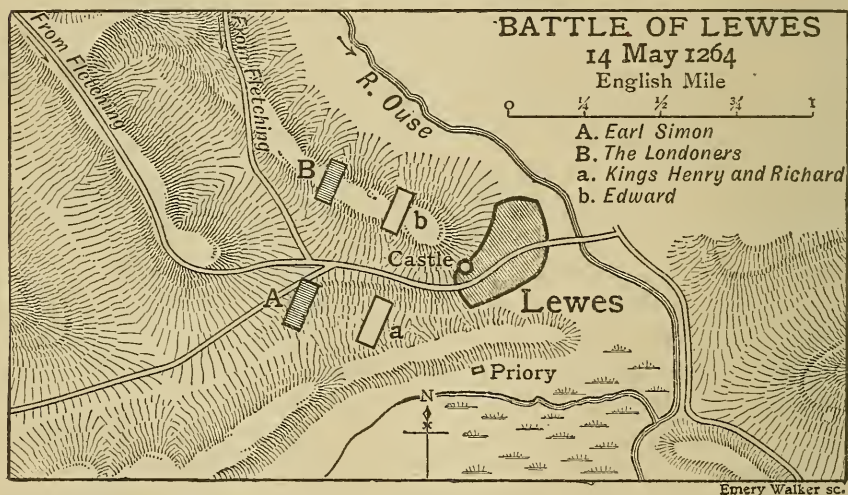 BATTLE OF LEWES
14 May 1264
English Mile
0 ¼ ½ ¾ 1
A. Earl Simon
B. The Londoners
a. Kings Henry and Richard
b. Edward
From Fletching
From Fletching
R. Ouse
B
b
Castle
A
a
Lewes
Priory
N
Emery Walker sc.